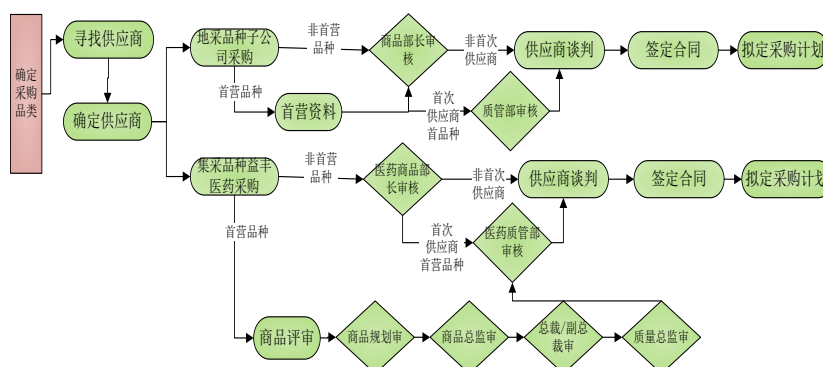 确定
采购
品类
寻找供应商
确定供应商
地采品种子公
司采购
非首营
品种
商品部长审
核
非首次
供应商
供应商谈判
签定合同
拟定采购计划
首营品种
首营资料
首次
供应商
首品种
质管部审核
集采品种益丰
医药采购
非首营
品种
医药商品部
长审核
非首次
供应商
供应商谈判
签定合同
拟定采购计划
首营品种
首次
供应商
首营品种
医药质管部
审核
商品评审
商品规划审
商品总监审
总裁/副总
裁审
质量总监审